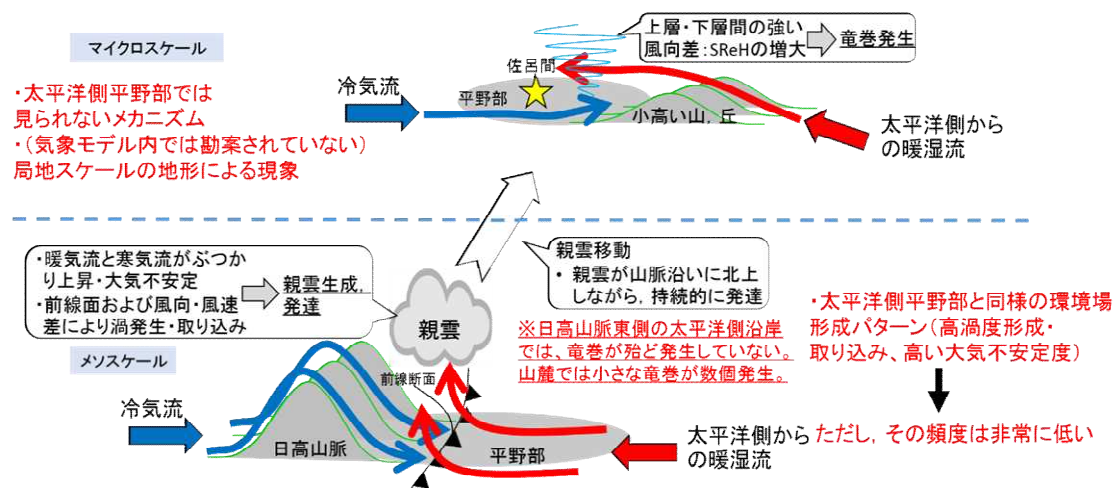 マイクロスケール
・太平洋側平野部では
見られないメカニズム
・(気象モデル内では勘案されていない)
局地スケールの地形による現象
上層・下層間の強い
風向差:SReHの増大
竜巻発生
佐呂間
冷気流
平野部
小高い山,丘
太平洋側から
の暖湿流
・暖気流と寒気流がぶつか
り上昇・大気不安定
・前線面および風向・風速
差により渦発生・取り込み
親雲生成,
発達
親雲移動
・ 親雲が山脈沿いに北上
しながら,持続的に発達
親雲
※日高山脈東側の太平洋側沿岸
では、竜巻が殆ど発生していない。
山麓では小さな竜巻が数個発生。
・太平洋側平野部と同様の環境場
形成パターン(高渦度形成・
取り込み、高い大気不安定度)
メソスケール
前線断面
冷気流
日高山脈
平野部
太平洋側から
の暖湿流
ただし,その頻度は非常に低い